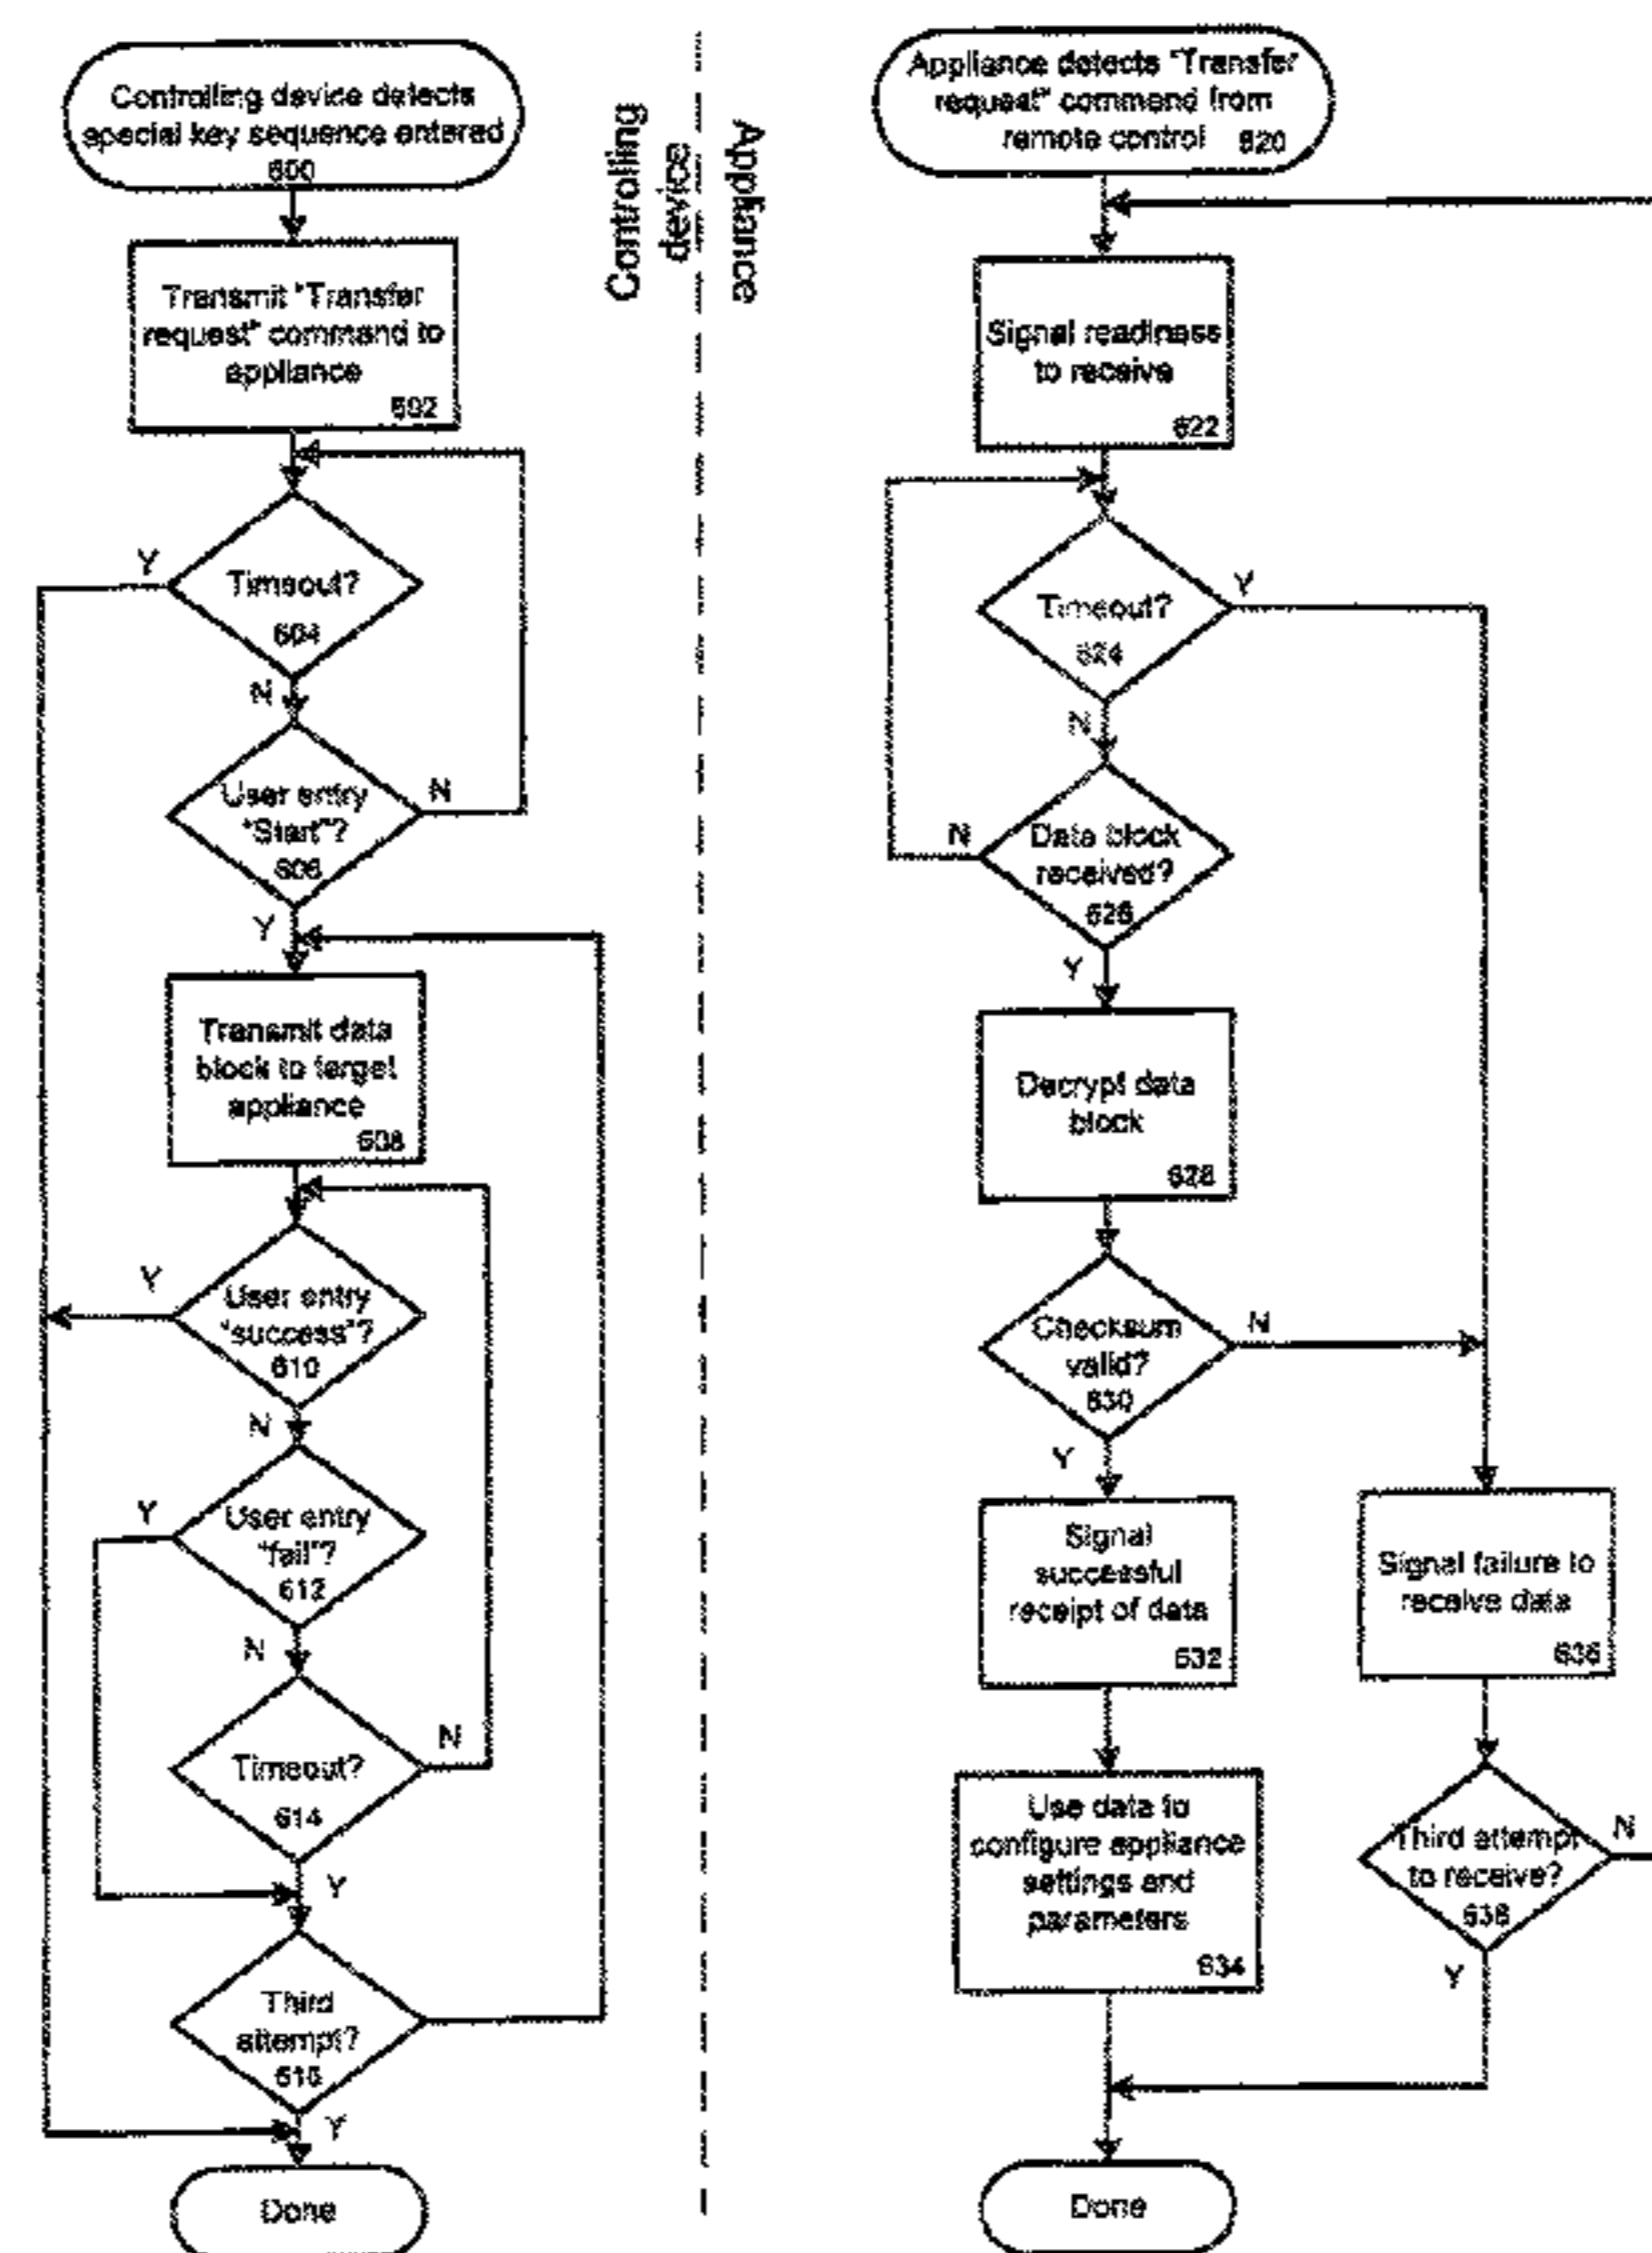 Controlling device detects
special key sequence entered
600
Transmit "Transfer
request" command to
appliance
602
Timeout?
604
Y
N
User entry
"Start"?
606
N
Y
Transmit data
block to target
appliance
608
User entry
"success"?
610
Y
N
User entry
"fail"?
612
Y
N
Timeout?
614
N
Y
Third
attempt?
616
Y
Done
Controlling
device
Appliance
Appliance detects "Transfer
request" command from
remote control 620
Signal readiness
to receive
622
Timeout?
624
Y
N
Data block
received?
626
N
Y
Decrypt data
block
628
Checksum
valid?
630
N
Y
Signal
successful
receipt of data
632
Use data to
configure appliance
settings and
parameters
634
Signal failure to
receive data
636
Third attempt
to receive?
638
N
Y
Done